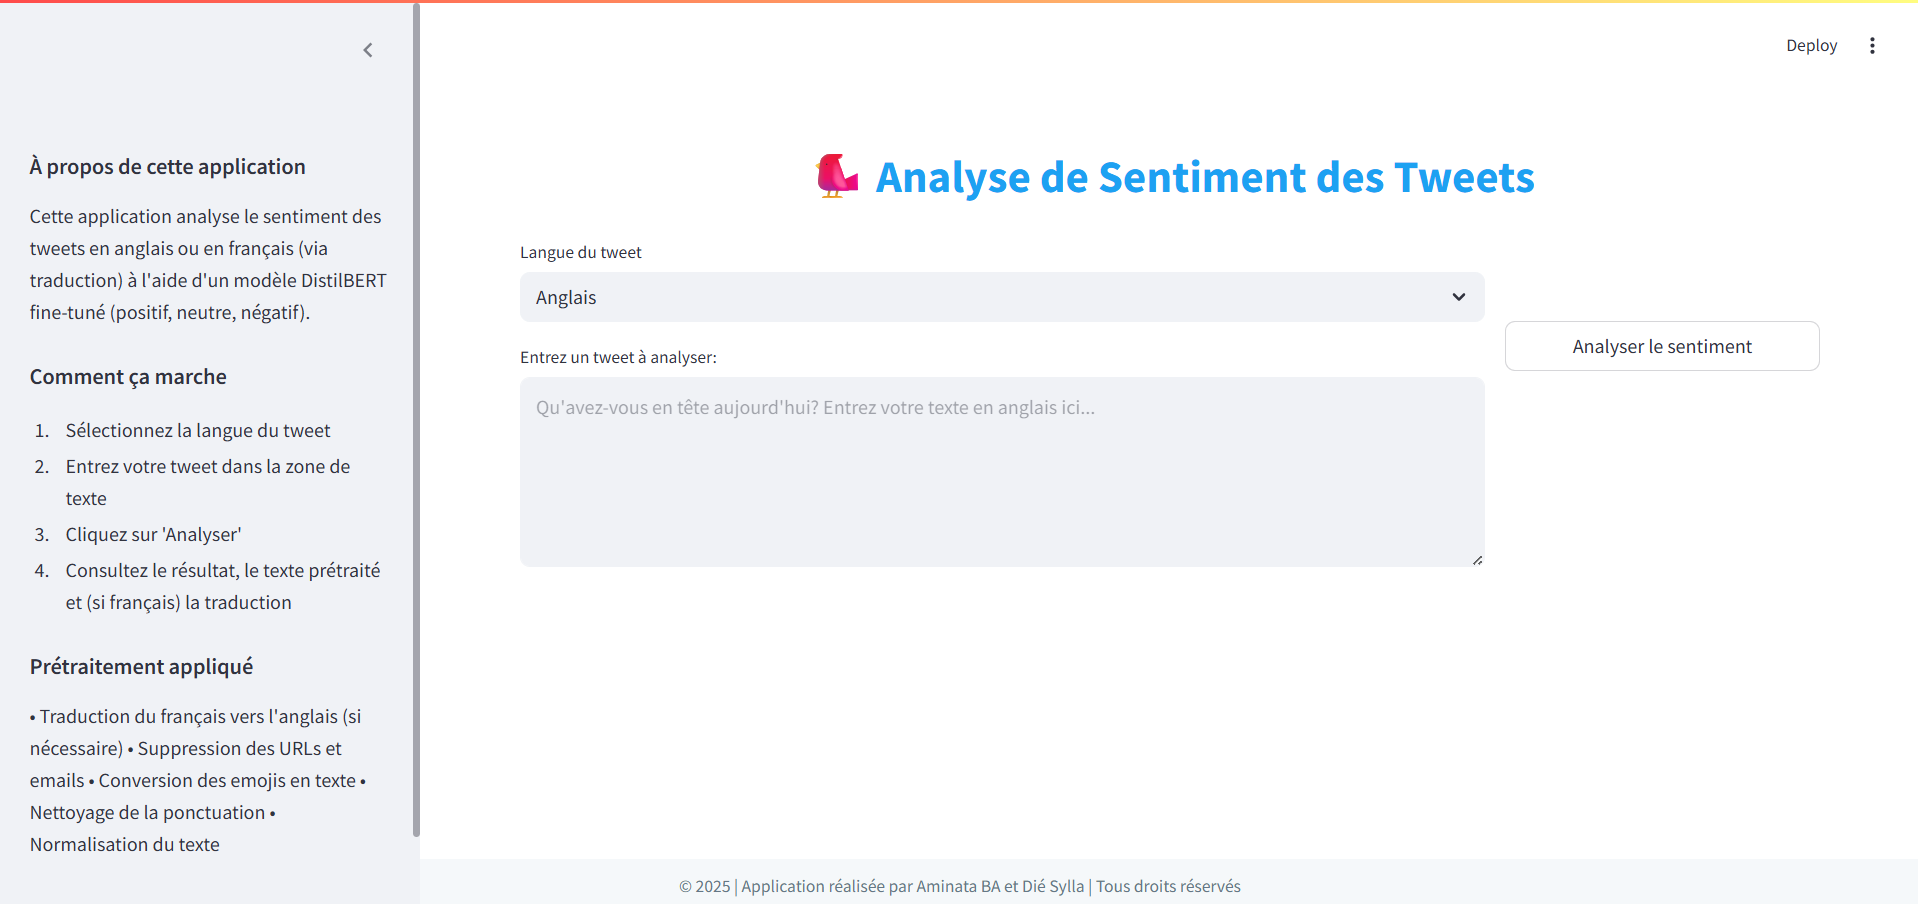 À propos de cette application
Cette application analyse le sentiment des
tweets en anglais ou en français (via
traduction) à l'aide d'un modèle DistilBERT
fine-tuné (positif, neutre, négatif).
Comment ça marche
1. Sélectionnez la langue du tweet
2. Entrez votre tweet dans la zone de
texte
3. Cliquez sur 'Analyser'
4. Consultez le résultat, le texte prétraité
et (si français) la traduction
Prétraitement appliqué
• Traduction du français vers l'anglais (si
nécessaire) • Suppression des URLs et
emails • Conversion des emojis en texte •
Nettoyage de la ponctuation •
Normalisation du texte
Deploy
Analyse de Sentiment des Tweets
Langue du tweet
Anglais
Entrez un tweet à analyser:
Qu'avez-vous en tête aujourd'hui? Entrez votre texte en anglais ici...
Analyser le sentiment
© 2025 | Application réalisée par Aminata BA et Dié Sylla | Tous droits réservés